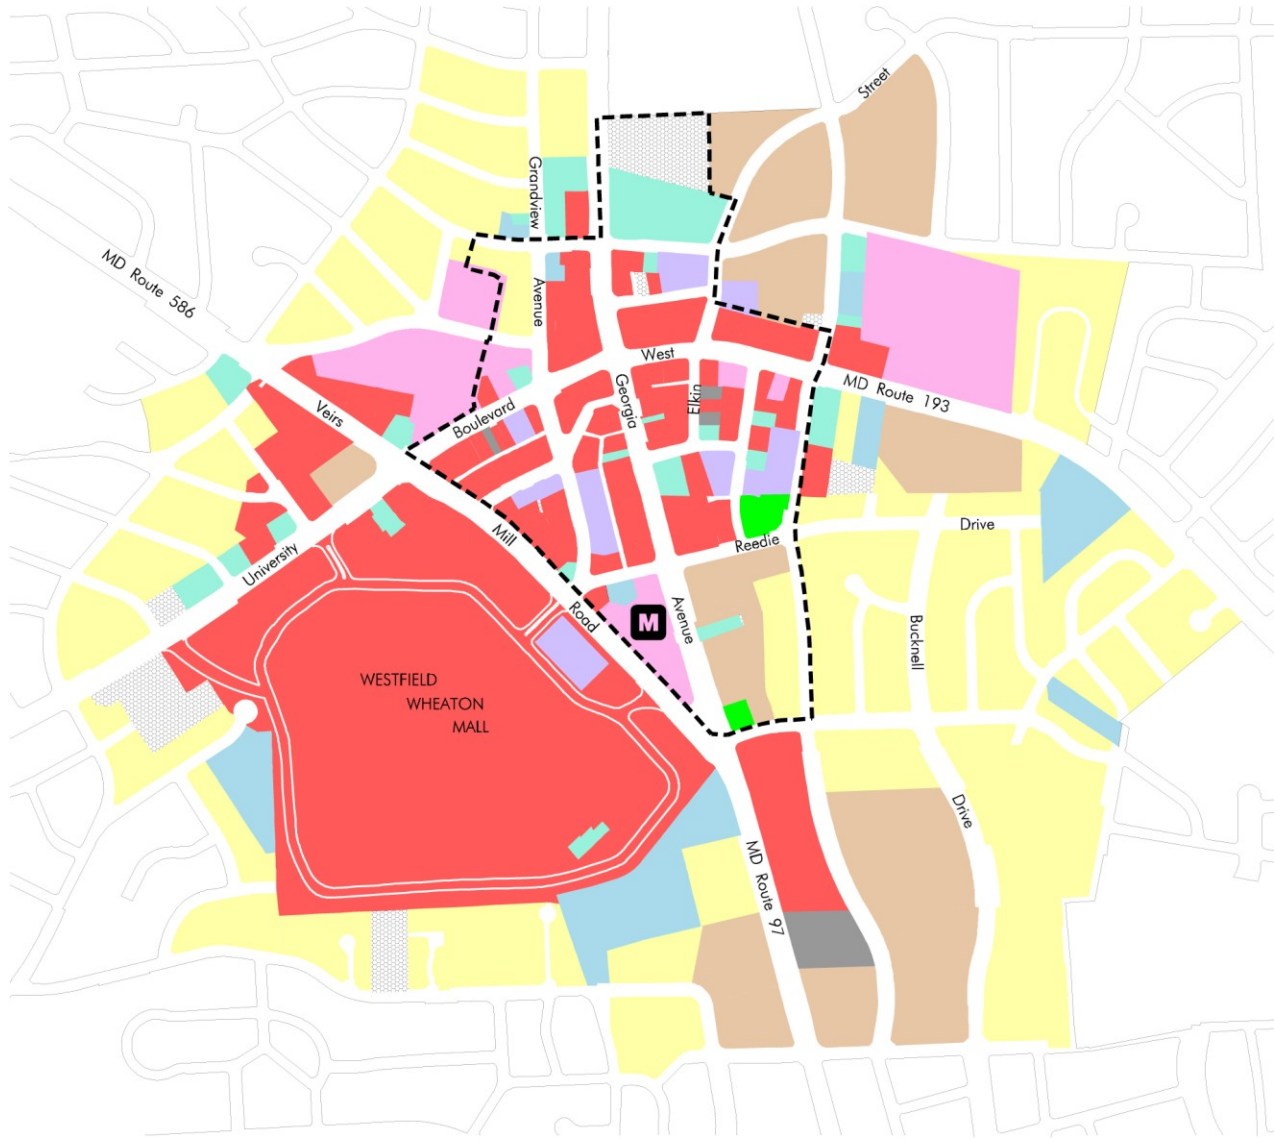 Street
Grandview
MD Route 586
Avenue
West
MD Route 193
Georgia
Elkin
Veirs
Boulevard
Drive
Mill
Reedie
University
Road
M
Avenue
Bucknell
WESTFIELD
WHEATON
MALL
Drive
MD Route 97